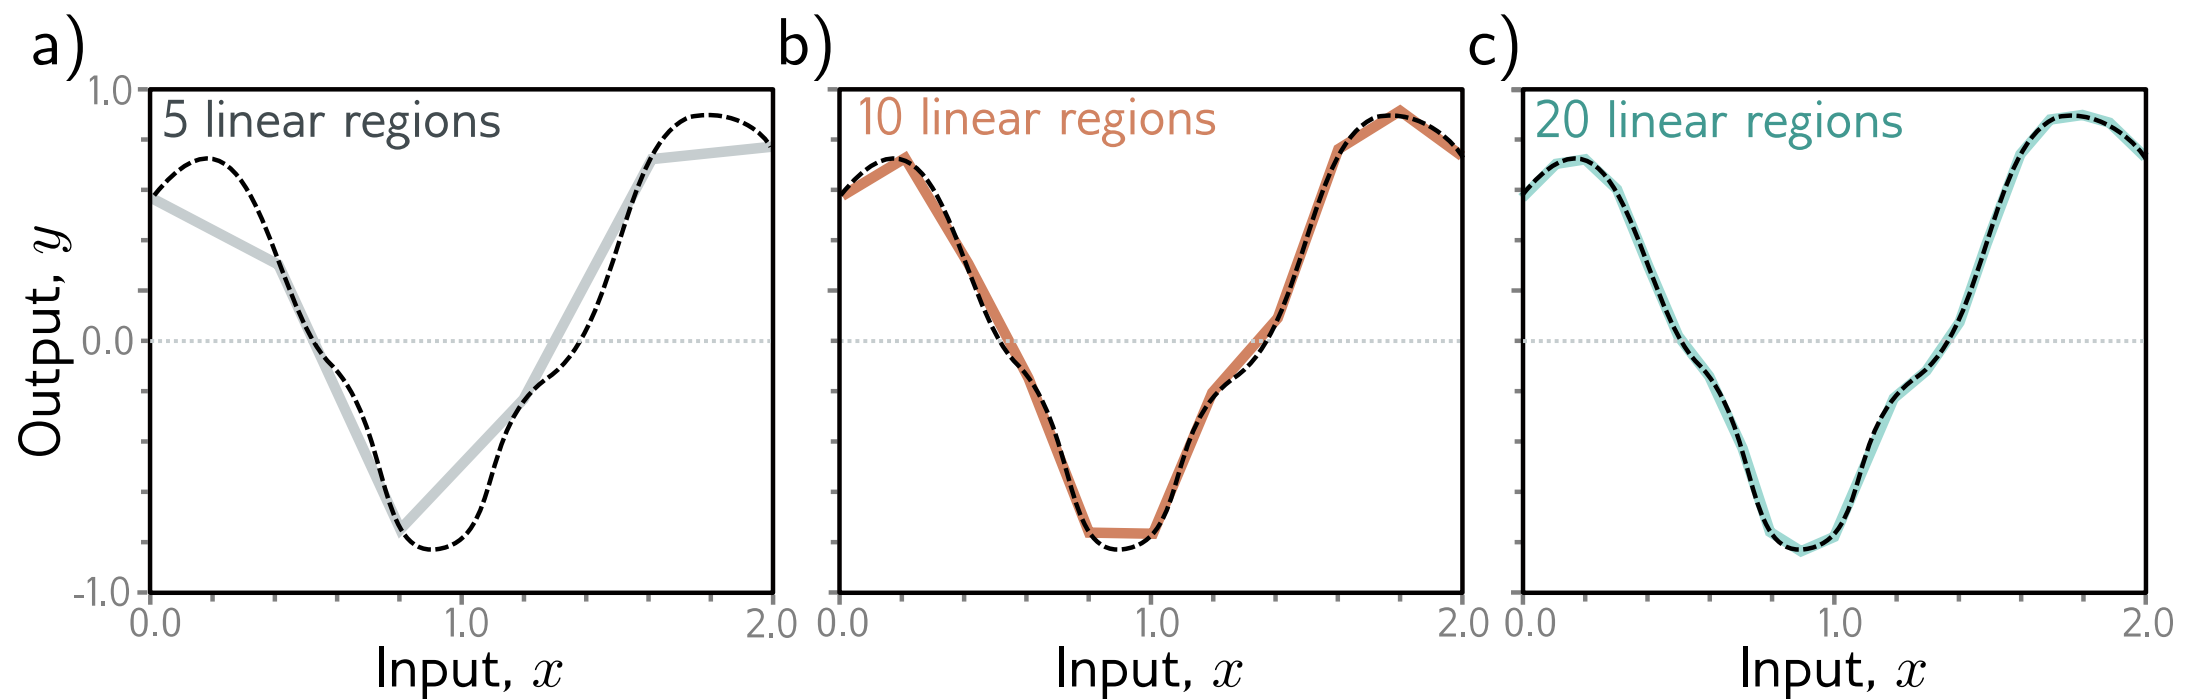 a)
5 linear regions
1.0
0.0
-1.0
Output, y
0.0 1.0 2.0
Input, x
b)
10 linear regions
0.0 1.0 2.0
Input, x
c)
20 linear regions
0.0 1.0 2.0
Input, x